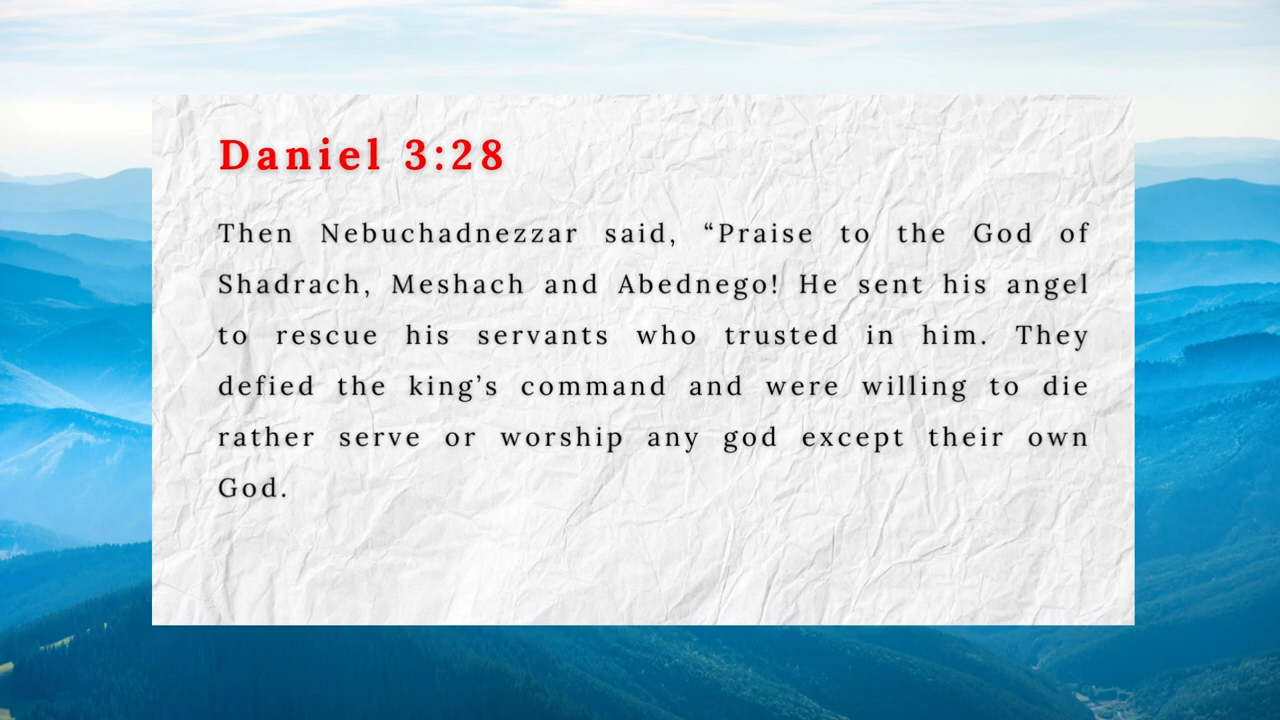 Daniel 3:28
Then Nebuchadnezzar said, “Praise to the God of
Shadrach, Meshach and Abednego! He sent his angel
to rescue his servants who trusted in him. They
defied the king’s command and were willing to die
rather serve or worship any god except their own
God.